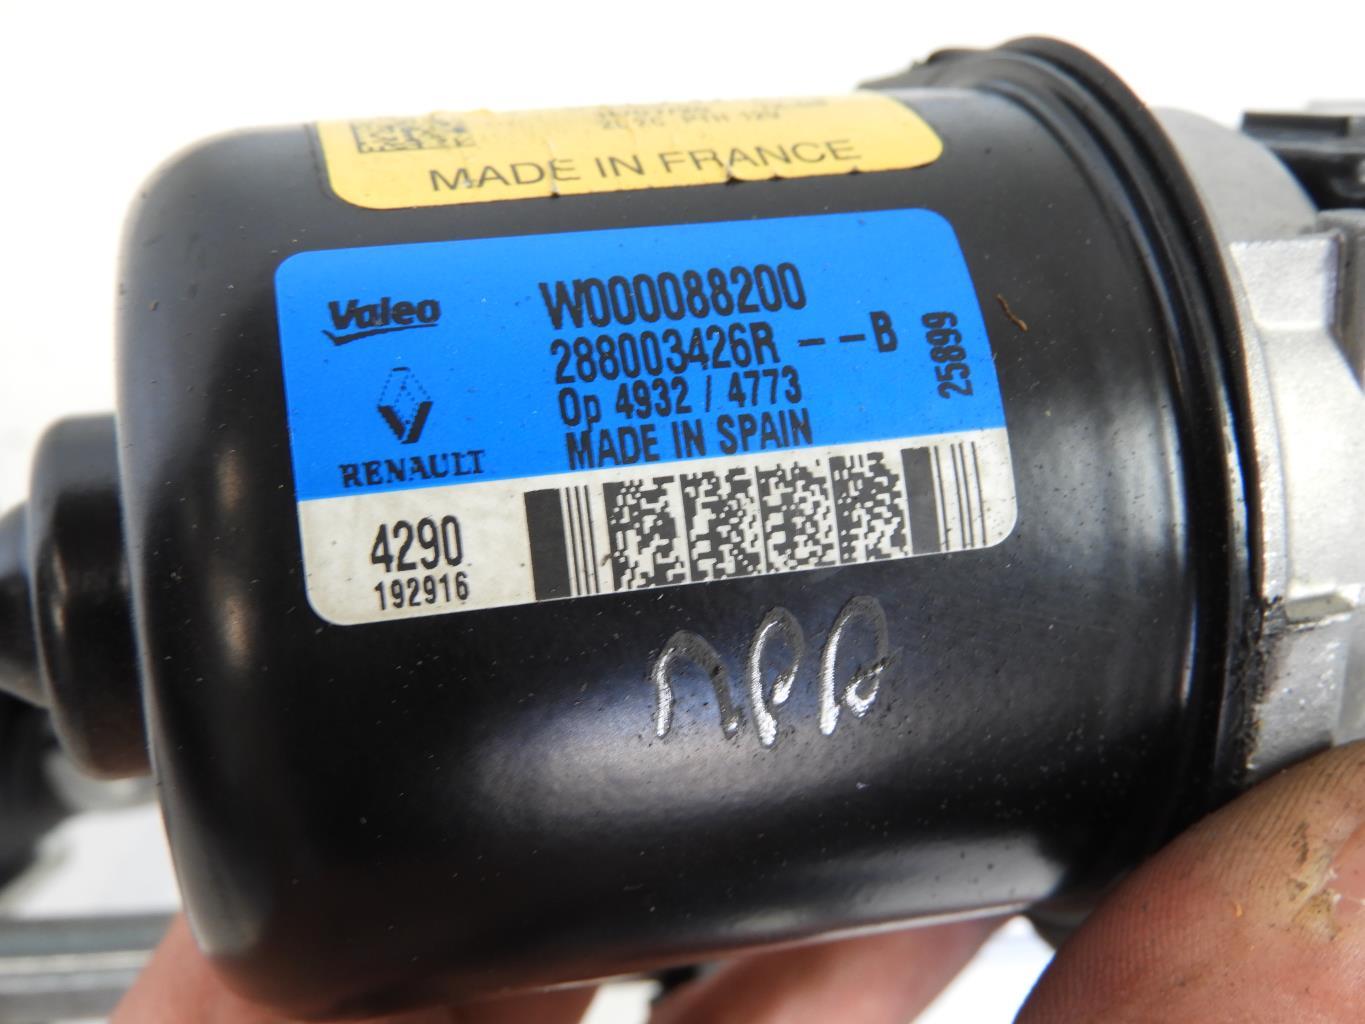 MADE IN FRANCE
Valeo
W000088200
288003426R --B
Op 4932 / 4773
MADE IN SPAIN
25899
RENAULT
4290
192916